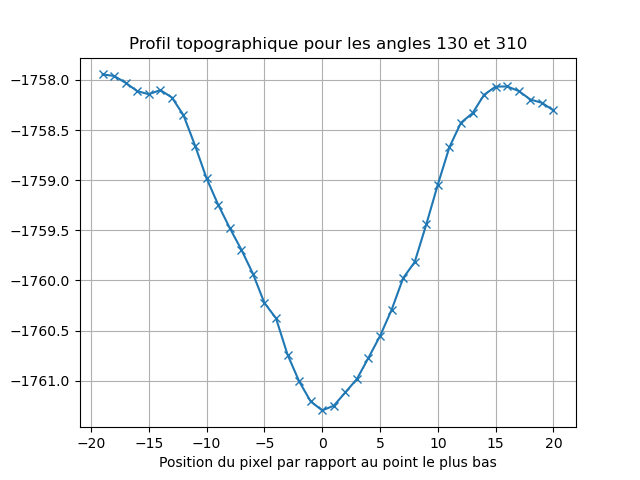 Profil topographique pour les angles 130 et 310
−1758.0
−1758.5
−1759.0
−1759.5
−1760.0
−1760.5
−1761.0
−20 −15 −10 −5 0 5 10 15 20
Position du pixel par rapport au point le plus bas